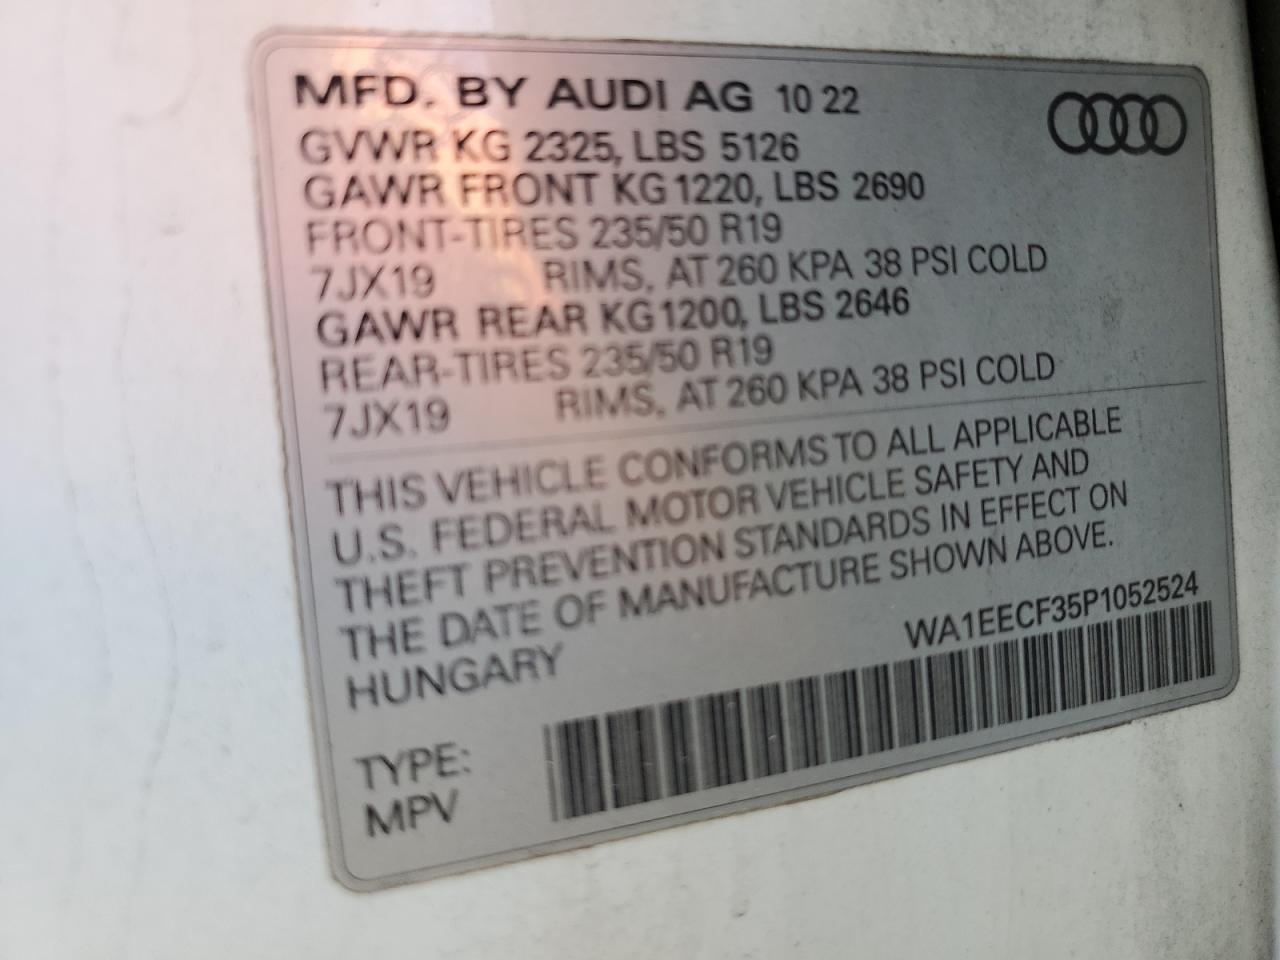 MFD. BY AUDI AG 10 22
GVWR KG 2325, LBS 5126
GAWR FRONT KG 1220, LBS 2690
FRONT-TIRES 235/50 R19
7JX19 RIMS, AT 260 KPA 38 PSI COLD
GAWR REAR KG 1200, LBS 2646
REAR-TIRES 235/50 R19
7JX19 RIMS, AT 260 KPA 38 PSI COLD
THIS VEHICLE CONFORMS TO ALL APPLICABLE
U.S. FEDERAL MOTOR VEHICLE SAFETY AND
THEFT PREVENTION STANDARDS IN EFFECT ON
THE DATE OF MANUFACTURE SHOWN ABOVE.
HUNGARY
WA1EECF35P1052524
TYPE:
MPV